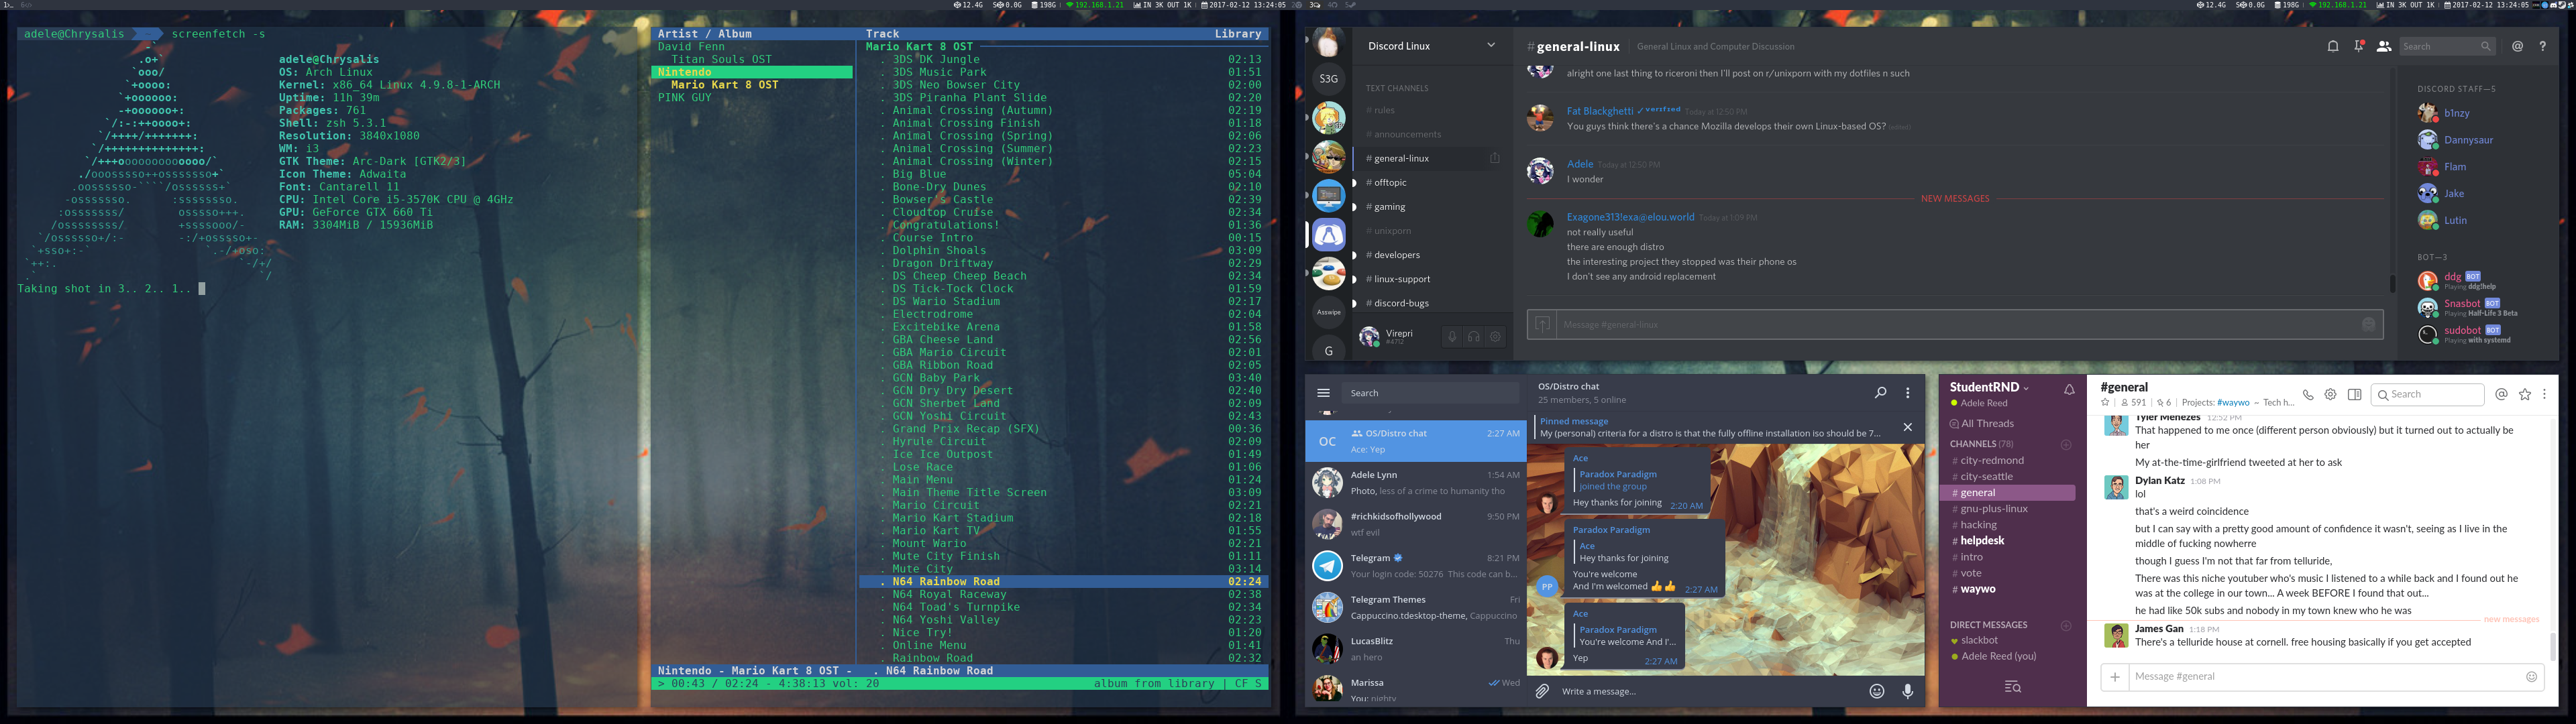 12.4G
0.0G
198G
192.168.1.21
IN 3K OUT 1K
2017-02-12 13:24:05
adele@Chrysalis ~ screenfetch -s
adele@Chrysalis
OS: Arch Linux
Kernel: x86_64 Linux 4.9.8-1-ARCH
Uptime: 11h 39m
Packages: 761
Shell: zsh 5.3.1
Resolution: 3840x1080
WM: i3
GTK Theme: Arc-Dark [GTK2/3]
Icon Theme: Adwaita
Font: Cantarell 11
CPU: Intel Core i5-3570K CPU @ 4GHz
GPU: GeForce GTX 660 Ti
RAM: 3304MiB / 15936MiB
Taking shot in 3.. 2.. 1..
Artist / Album
David Fenn
Titan Souls OST
Nintendo
Mario Kart 8 OST
PINK GUY
Track Library
Mario Kart 8 OST
. 3DS DK Jungle 02:13
. 3DS Music Park 01:51
. 3DS Neo Bowser City 02:00
. 3DS Piranha Plant Slide 02:20
. Animal Crossing (Autumn) 02:19
. Animal Crossing Finish 01:18
. Animal Crossing (Spring) 02:06
. Animal Crossing (Summer) 02:23
. Animal Crossing (Winter) 02:15
. Big Blue 05:04
. Bone-Dry Dunes 02:10
. Bowser's Castle 02:39
. Cloudtop Cruise 02:34
. Congratulations! 01:36
. Course Intro 00:15
. Dolphin Shoals 03:09
. Dragon Driftway 02:29
. DS Cheep Cheep Beach 02:34
. DS Tick-Tock Clock 01:59
. DS Wario Stadium 02:17
. Electrodrome 02:04
. Excitebike Arena 01:58
. GBA Cheese Land 02:56
. GBA Mario Circuit 02:01
. GBA Ribbon Road 02:05
. GCN Baby Park 03:40
. GCN Dry Dry Desert 02:40
. GCN Sherbet Land 02:09
. GCN Yoshi Circuit 02:43
. Grand Prix Recap (SFX) 00:36
. Hyrule Circuit 02:09
. Ice Ice Outpost 01:49
. Lose Race 01:06
. Main Menu 01:24
. Main Theme Title Screen 03:09
. Mario Circuit 02:21
. Mario Kart Stadium 02:18
. Mario Kart TV 01:55
. Mount Wario 02:21
. Mute City Finish 01:11
. Mute City 03:14
. N64 Rainbow Road 02:24
. N64 Royal Raceway 02:38
. N64 Toad's Turnpike 02:34
. N64 Yoshi Valley 02:23
. Nice Try! 01:20
. Online Menu 01:41
. Rainbow Road 02:32
Nintendo - Mario Kart 8 OST - . N64 Rainbow Road
> 00:43 / 02:24 - 4:38:13 vol: 20 album from library | CF S
12.4G
0.0G
198G
192.168.1.21
IN 3K OUT 1K
2017-02-12 13:24:05
S3G
Asswipe
G
Discord Linux
TEXT CHANNELS
# rules
# announcements
# general-linux
# offtopic
# gaming
# unixporn
# developers
# linux-support
# discord-bugs
Virepri
#4712
# general-linux General Linux and Computer Discussion
Search
alright one last thing to riceroni then I'll post on r/unixporn with my dotfiles n such
Fat Blackghetti ✓ᵛᵉʳᶦᶠᶦᵉᵈ Today at 12:50 PM
You guys think there's a chance Mozilla develops their own Linux-based OS? (edited)
Adele Today at 12:50 PM
I wonder
NEW MESSAGES
Exagone313!exa@elou.world Today at 1:09 PM
not really useful
there are enough distro
the interesting project they stopped was their phone os
I don't see any android replacement
Message #general-linux
DISCORD STAFF—5
b1nzy
Dannysaur
Flam
Jake
Lutin
BOT—3
ddg BOT
Playing ddg!help
Snasbot BOT
Playing Half-Life 3 Beta
sudobot BOT
Playing with systemd
Search
OC OS/Distro chat 2:27 AM
Ace: Yep
Adele Lynn 1:54 AM
Photo, less of a crime to humanity tho
#richkidsofhollywood 9:50 PM
wtf evil
Telegram 8:21 PM
Your login code: 50276 This code can b...
Telegram Themes Fri
Cappuccino.tdesktop-theme, Cappuccino
LucasBlitz Thu
an hero
Marissa Wed
You: nighty
OS/Distro chat
25 members, 5 online
Pinned message
My (personal) criteria for a distro is that the fully offline installation iso should be 7...
Ace
Paradox Paradigm
joined the group
Hey thanks for joining 2:20 AM
Paradox Paradigm
Ace
Hey thanks for joining
You're welcome
And I'm welcomed 👍👍 2:27 AM
PP
Ace
Paradox Paradigm
You're welcome And I'...
Yep 2:27 AM
Write a message...
StudentRND
Adele Reed
All Threads
CHANNELS (78)
# city-redmond
# city-seattle
# general
# gnu-plus-linux
# hacking
# helpdesk
# intro
# vote
# waywo
DIRECT MESSAGES
slackbot
Adele Reed (you)
#general
591 | 6 | Projects: #waywo ~ Tech h...
Search
Tyler Menezes 12:52 PM
That happened to me once (different person obviously) but it turned out to actually be
her
My at-the-time-girlfriend tweeted at her to ask
Dylan Katz 1:08 PM
lol
that's a weird coincidence
but I can say with a pretty good amount of confidence it wasn't, seeing as I live in the
middle of fucking nowherre
though I guess I'm not that far from telluride,
There was this niche youtuber who's music I listened to a while back and I found out he
was at the college in our town... A week BEFORE I found that out...
he had like 50k subs and nobody in my town knew who he was
new messages
James Gan 1:18 PM
There's a telluride house at cornell. free housing basically if you get accepted
Message #general